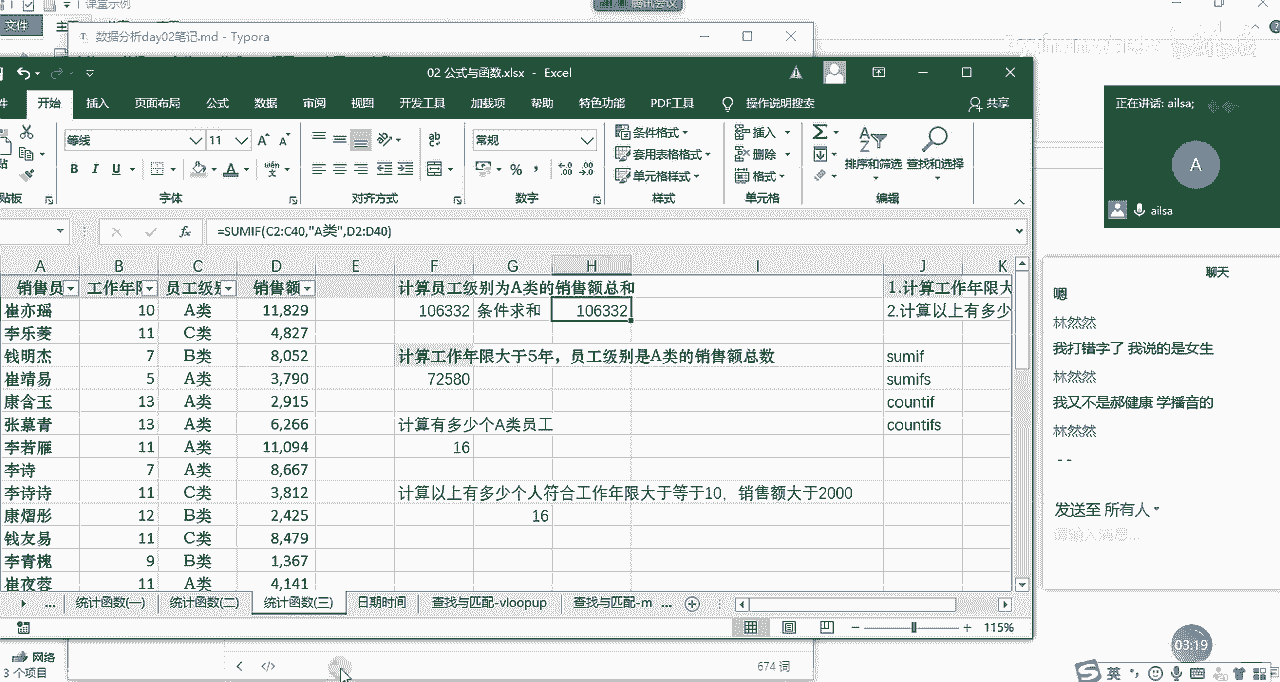 课堂示例
腾讯会议
文件
数据分析day02笔记.md - Typora
02 公式与函数.xlsx - Excel
件 开始 插入 页面布局 公式 数据 审阅 视图 开发工具 加载项 帮助 特色功能 PDF工具 操作说明搜索 共享
等线 11 常规 条件格式 插入 排序和筛选 查找和选择
套用表格格式 删除
B I U % 单元格样式 格式
贴板 字体 对齐方式 数字 样式 单元格 编辑
=SUMIF(C2:C40,"A类",D2:D40)
A B C D E F G H I J K
销售员 工作年限 员工级别 销售额 计算员工级别为A类的销售额总和 1.计算工作年限大
崔亦瑶 10 A类 11,829 106332 条件求和 106332 2.计算以上有多少
李乐菱 11 C类 4,827
钱明杰 7 B类 8,052 计算工作年限大于5年，员工级别是A类的销售额总数 sumif
崔靖易 5 A类 3,790 72580 sumifs
康含玉 13 A类 2,915 countif
张慕青 13 A类 6,266 计算有多少个A类员工 countifs
李若雁 11 A类 11,094 16
李诗 7 A类 8,667
李诗诗 11 C类 3,812 计算以上有多少个人符合工作年限大于等于10，销售额大于2000
康熠彤 12 B类 2,425 16
钱友易 11 C类 8,479
李青槐 9 B类 1,367
崔夜蓉 11 A类 4,141
... 统计函数(一) 统计函数(二) 统计函数(三) 日期时间 查找与匹配-vloopup 查找与匹配-m ...
115%
网络
3 个项目
674 词
正在讲话: ailsa;
A
ailsa
聊天
嗯
林然然
我打错字了 我说的是女生
林然然
我又不是郝健康 学播音的
林然然
- -
发送至 所有人
03:19
英